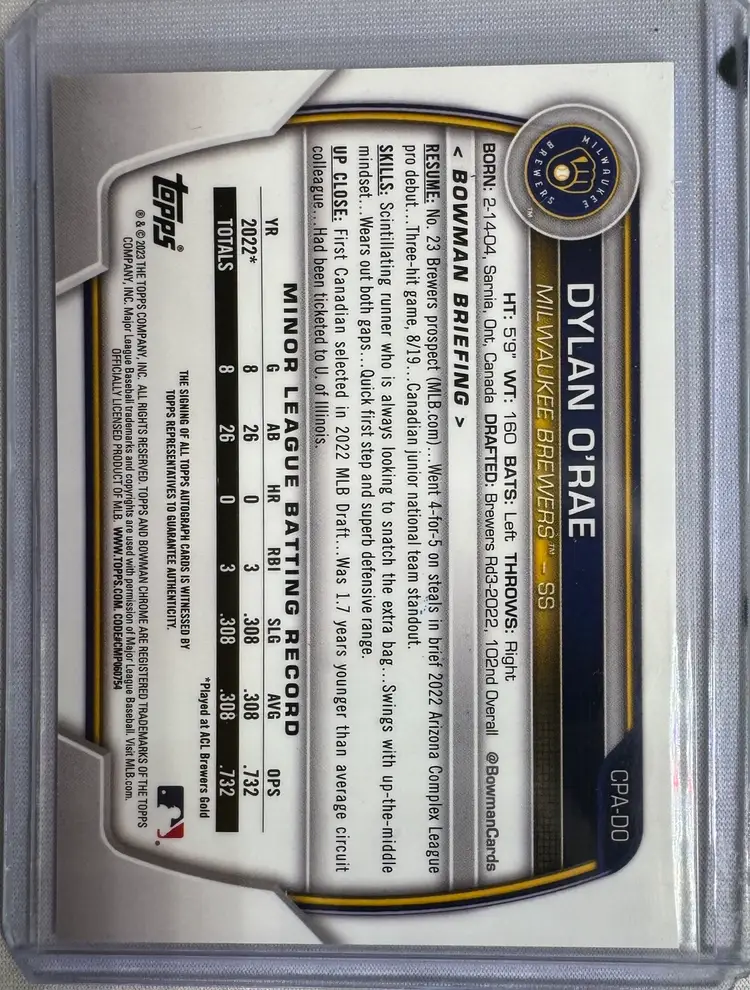 CPA-DO
MILWAUKEE
BREWERS
™
DYLAN O'RAE
MILWAUKEE BREWERS™ - SS
HT: 5'9" WT: 160 BATS: Left THROWS: Right
BORN: 2-14-04, Sarnia, Ont., Canada DRAFTED: Brewers Rd3-2022, 102nd Overall @BowmanCards
< BOWMAN BRIEFING >
RESUME: No. 23 Brewers prospect (MLB.com)...Went 4-for-5 on steals in brief 2022 Arizona Complex League
pro debut...Three-hit game, 8/19...Canadian junior national team standout.
SKILLS: Scintillating runner who is always looking to snatch the extra bag...Swings with up-the-middle
mindset...Wears out both gaps...Quick first step and superb defensive range.
UP CLOSE: First Canadian selected in 2022 MLB Draft...Was 1.7 years younger than average circuit
colleague...Had been ticketed to U. of Illinois.
MINOR LEAGUE BATTING RECORD
YR G AB HR RBI SLG AVG OPS
2022* 8 26 0 3 .308 .308 .732
TOTALS 8 26 0 3 .308 .308 .732
*Played at ACL Brewers Gold
THE SIGNING OF ALL TOPPS AUTOGRAPH CARDS IS WITNESSED BY
TOPPS REPRESENTATIVES TO GUARANTEE AUTHENTICITY.
topps®
® & © 2023 THE TOPPS COMPANY, INC. ALL RIGHTS RESERVED. TOPPS AND BOWMAN CHROME ARE REGISTERED TRADEMARKS OF THE TOPPS
COMPANY, INC. Major League Baseball trademarks and copyrights are used with permission of Major League Baseball. Visit MLB.com.
OFFICIALLY LICENSED PRODUCT OF MLB. WWW.TOPPS.COM. CODE#CMP060754